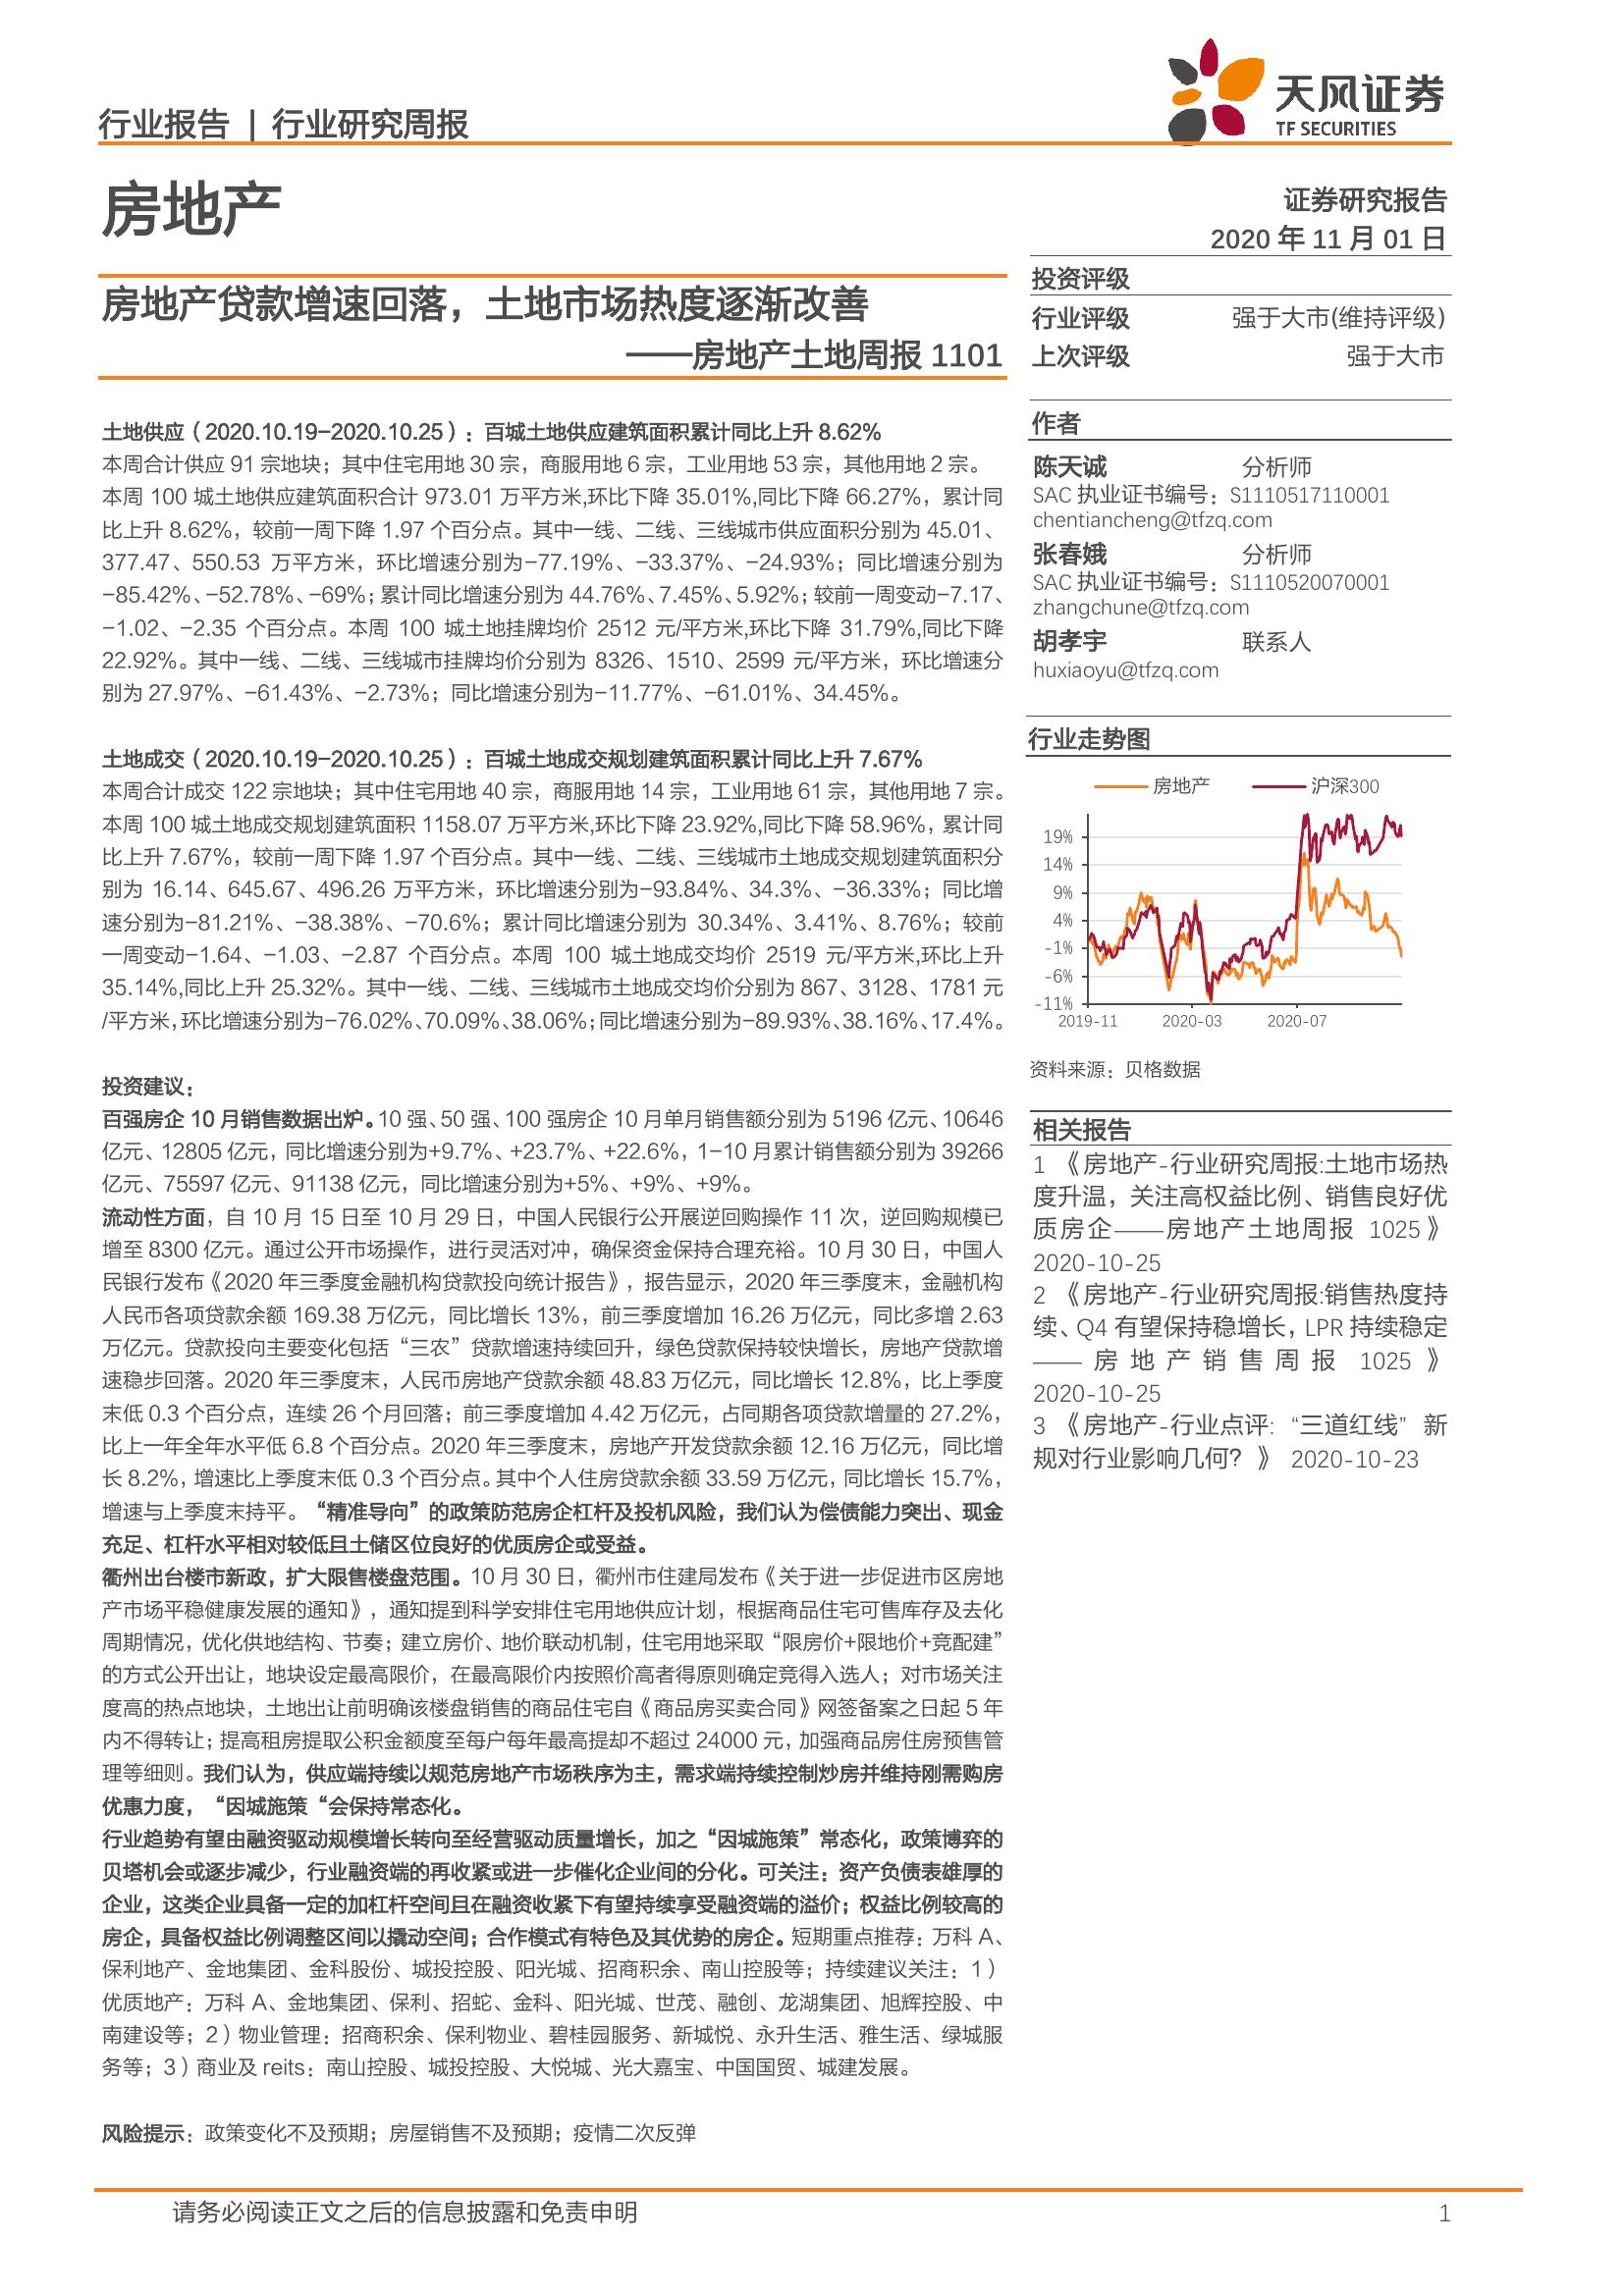 行业报告 | 行业研究周报
天风证券
TF SECURITIES
房地产
证券研究报告
2020 年 11 月 01 日
房地产贷款增速回落，土地市场热度逐渐改善
——房地产土地周报 1101
土地供应（2020.10.19-2020.10.25）：百城土地供应建筑面积累计同比上升 8.62%
本周合计供应 91 宗地块；其中住宅用地 30 宗，商服用地 6 宗，工业用地 53 宗，其他用地 2 宗。
本周 100 城土地供应建筑面积合计 973.01 万平方米,环比下降 35.01%,同比下降 66.27%，累计同
比上升 8.62%，较前一周下降 1.97 个百分点。其中一线、二线、三线城市供应面积分别为 45.01、
377.47、550.53 万平方米，环比增速分别为-77.19%、-33.37%、-24.93%；同比增速分别为
-85.42%、-52.78%、-69%；累计同比增速分别为 44.76%、7.45%、5.92%；较前一周变动-7.17、
-1.02、-2.35 个百分点。本周 100 城土地挂牌均价 2512 元/平方米,环比下降 31.79%,同比下降
22.92%。其中一线、二线、三线城市挂牌均价分别为 8326、1510、2599 元/平方米，环比增速分
别为 27.97%、-61.43%、-2.73%；同比增速分别为-11.77%、-61.01%、34.45%。
土地成交（2020.10.19-2020.10.25）：百城土地成交规划建筑面积累计同比上升 7.67%
本周合计成交 122 宗地块；其中住宅用地 40 宗，商服用地 14 宗，工业用地 61 宗，其他用地 7 宗。
本周 100 城土地成交规划建筑面积 1158.07 万平方米,环比下降 23.92%,同比下降 58.96%，累计同
比上升 7.67%，较前一周下降 1.97 个百分点。其中一线、二线、三线城市土地成交规划建筑面积分
别为 16.14、645.67、496.26 万平方米，环比增速分别为-93.84%、34.3%、-36.33%；同比增
速分别为-81.21%、-38.38%、-70.6%；累计同比增速分别为 30.34%、3.41%、8.76%；较前
一周变动-1.64、-1.03、-2.87 个百分点。本周 100 城土地成交均价 2519 元/平方米,环比上升
35.14%,同比上升 25.32%。其中一线、二线、三线城市土地成交均价分别为 867、3128、1781 元
/平方米，环比增速分别为-76.02%、70.09%、38.06%；同比增速分别为-89.93%、38.16%、17.4%。
投资建议：
百强房企 10 月销售数据出炉。10 强、50 强、100 强房企 10 月单月销售额分别为 5196 亿元、10646
亿元、12805 亿元，同比增速分别为+9.7%、+23.7%、+22.6%，1-10 月累计销售额分别为 39266
亿元、75597 亿元、91138 亿元，同比增速分别为+5%、+9%、+9%。
流动性方面，自 10 月 15 日至 10 月 29 日，中国人民银行公开展逆回购操作 11 次，逆回购规模已
增至 8300 亿元。通过公开市场操作，进行灵活对冲，确保资金保持合理充裕。10 月 30 日，中国人
民银行发布《2020 年三季度金融机构贷款投向统计报告》，报告显示，2020 年三季度末，金融机构
人民币各项贷款余额 169.38 万亿元，同比增长 13%，前三季度增加 16.26 万亿元，同比多增 2.63
万亿元。贷款投向主要变化包括“三农”贷款增速持续回升，绿色贷款保持较快增长，房地产贷款增
速稳步回落。2020 年三季度末，人民币房地产贷款余额 48.83 万亿元，同比增长 12.8%，比上季度
末低 0.3 个百分点，连续 26 个月回落；前三季度增加 4.42 万亿元，占同期各项贷款增量的 27.2%，
比上一年全年水平低 6.8 个百分点。2020 年三季度末，房地产开发贷款余额 12.16 万亿元，同比增
长 8.2%，增速比上季度末低 0.3 个百分点。其中个人住房贷款余额 33.59 万亿元，同比增长 15.7%，
增速与上季度末持平。“精准导向”的政策防范房企杠杆及投机风险，我们认为偿债能力突出、现金
充足、杠杆水平相对较低且土储区位良好的优质房企或受益。
衢州出台楼市新政，扩大限售楼盘范围。10 月 30 日，衢州市住建局发布《关于进一步促进市区房地
产市场平稳健康发展的通知》，通知提到科学安排住宅用地供应计划，根据商品住宅可售库存及去化
周期情况，优化供地结构、节奏；建立房价、地价联动机制，住宅用地采取“限房价+限地价+竞配建”
的方式公开出让，地块设定最高限价，在最高限价内按照价高者得原则确定竞得入选人；对市场关注
度高的热点地块，土地出让前明确该楼盘销售的商品住宅自《商品房买卖合同》网签备案之日起 5 年
内不得转让；提高租房提取公积金额度至每户每年最高提却不超过 24000 元，加强商品房住房预售管
理等细则。我们认为，供应端持续以规范房地产市场秩序为主，需求端持续控制炒房并维持刚需购房
优惠力度，“因城施策“会保持常态化。
行业趋势有望由融资驱动规模增长转向至经营驱动质量增长，加之“因城施策”常态化，政策博弈的
贝塔机会或逐步减少，行业融资端的再收紧或进一步催化企业间的分化。可关注：资产负债表雄厚的
企业，这类企业具备一定的加杠杆空间且在融资收紧下有望持续享受融资端的溢价；权益比例较高的
房企，具备权益比例调整区间以撬动空间；合作模式有特色及其优势的房企。短期重点推荐：万科 A、
保利地产、金地集团、金科股份、城投控股、阳光城、招商积余、南山控股等；持续建议关注：1）
优质地产：万科 A、金地集团、保利、招蛇、金科、阳光城、世茂、融创、龙湖集团、旭辉控股、中
南建设等；2）物业管理：招商积余、保利物业、碧桂园服务、新城悦、永升生活、雅生活、绿城服
务等；3）商业及 reits：南山控股、城投控股、大悦城、光大嘉宝、中国国贸、城建发展。
风险提示：政策变化不及预期；房屋销售不及预期；疫情二次反弹
投资评级
行业评级 强于大市(维持评级)
上次评级 强于大市
作者
陈天诚 分析师
SAC 执业证书编号：S1110517110001
chentiancheng@tfzq.com
张春娥 分析师
SAC 执业证书编号：S1110520070001
zhangchune@tfzq.com
胡孝宇 联系人
huxiaoyu@tfzq.com
行业走势图
房地产 沪深300
19%
14%
9%
4%
-1%
-6%
-11%
2019-11 2020-03 2020-07
资料来源：贝格数据
相关报告
1 《房地产-行业研究周报:土地市场热
度升温，关注高权益比例、销售良好优
质房企——房地产土地周报 1025》
2020-10-25
2 《房地产-行业研究周报:销售热度持
续、Q4 有望保持稳增长，LPR 持续稳定
——房地产销售周报 1025》
2020-10-25
3 《房地产-行业点评:“三道红线”新
规对行业影响几何？》 2020-10-23
请务必阅读正文之后的信息披露和免责申明 1